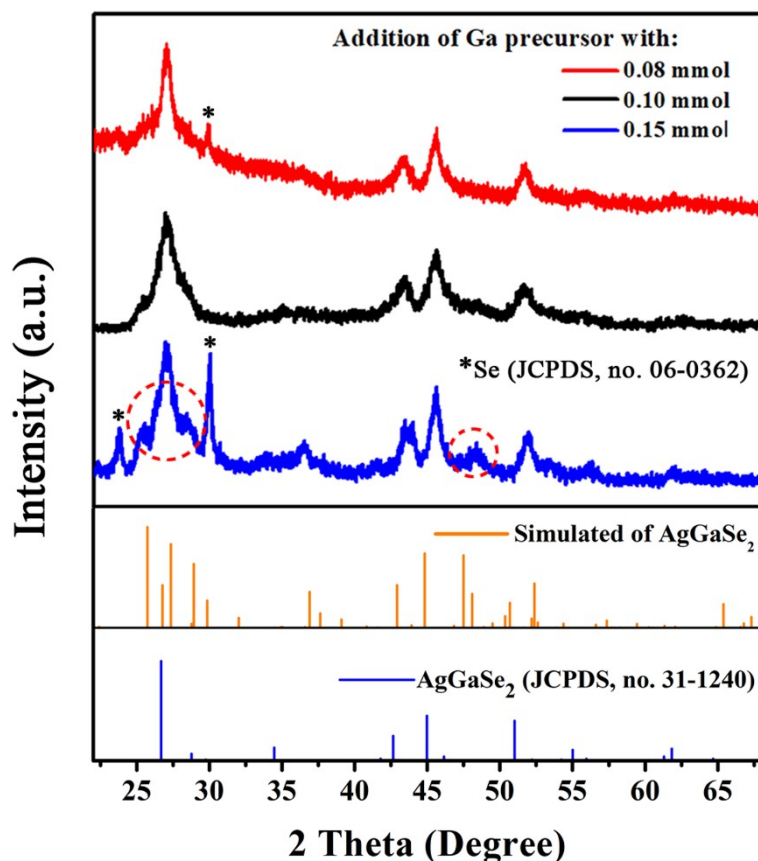 Addition of Ga precursor with:
0.08 mmol
0.10 mmol
0.15 mmol
*
*
*
*Se (JCPDS, no. 06-0362)
Simulated of AgGaSe₂
AgGaSe₂ (JCPDS, no. 31-1240)
Intensity (a.u.)
25 30 35 40 45 50 55 60 65
2 Theta (Degree)